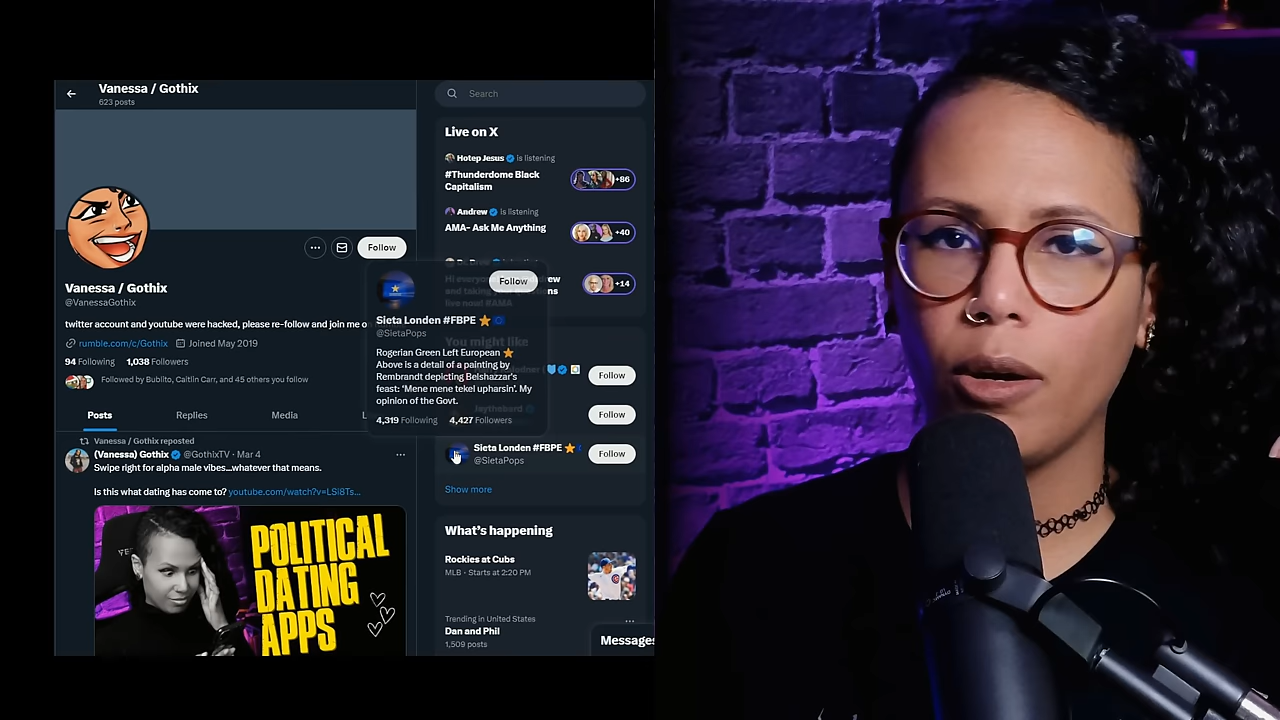 Vanessa / Gothix
623 posts
Follow
Vanessa / Gothix
@VanessaGothix
twitter account and youtube were hacked, please re-follow and join me o
rumble.com/c/Gothix Joined May 2019
94 Following 1,038 Followers
Followed by Bublito, Caitlin Carr, and 45 others you follow
Posts Replies Media L
Vanessa / Gothix reposted
(Vanessa) Gothix @GothixTV · Mar 4
Swipe right for alpha male vibes...whatever that means.
Is this what dating has come to? youtube.com/watch?v=LSi8Ts...
POLITICAL
DATING
APPS
Follow
Sieta Londen #FBPE
@SietaPops
Rogerian Green Left European
Above is a detail of a painting by
Rembrandt depicting Belshazzar's
feast: 'Mene mene tekel upharsin'. My
opinion of the Govt.
4,319 Following 4,427 Followers
Search
Live on X
Hotep Jesus is listening
#Thunderdome Black
Capitalism
+86
Andrew is listening
AMA- Ask Me Anything
+40
+14
You might like
Follow
Follow
Sieta Londen #FBPE
@SietaPops
Follow
Show more
What's happening
Rockies at Cubs
MLB · Starts at 2:20 PM
Trending in United States
Dan and Phil
1,509 posts
Messages